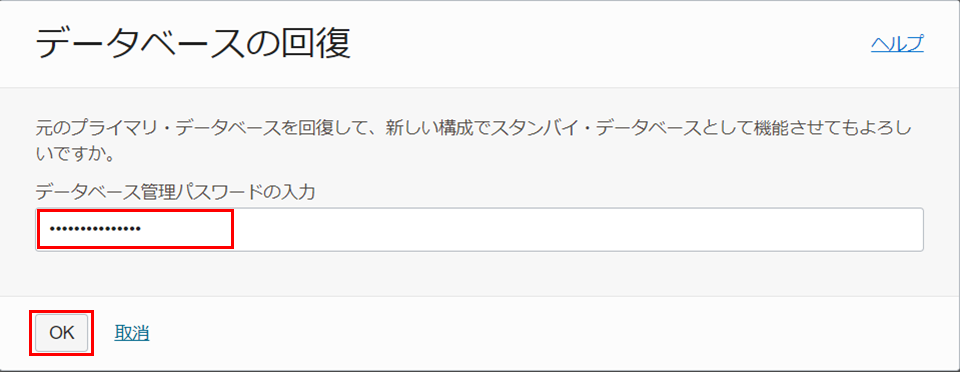 データベースの回復
ヘルプ
元のプライマリ・データベースを回復して、新しい構成でスタンバイ・データベースとして機能させてもよろし
いですか。
データベース管理パスワードの入力
•••••••••••••••
OK
取消